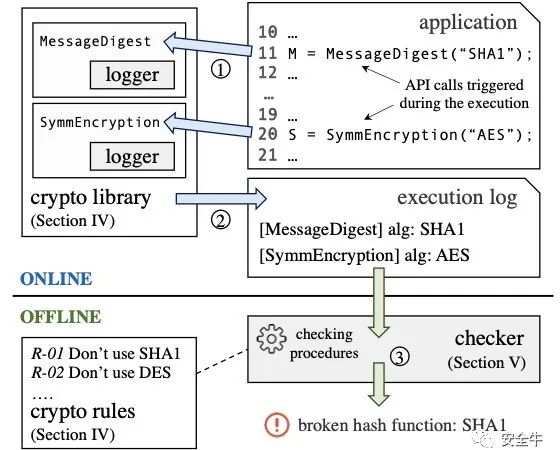 MessageDigest
logger
SymmEncryption
logger
crypto library
(Section IV)
①
②
application
10 …
11 M = MessageDigest(“SHA1”);
12 …
…
API calls triggered
during the execution
19 …
20 S = SymmEncryption(“AES”);
21 …
execution log
[MessageDigest] alg: SHA1
[SymmEncryption] alg: AES
ONLINE
OFFLINE
R-01 Don’t use SHA1
R-02 Don’t use DES
….
crypto rules
(Section IV)
checking
procedures
③
checker
(Section V)
broken hash function: SHA1
安全牛